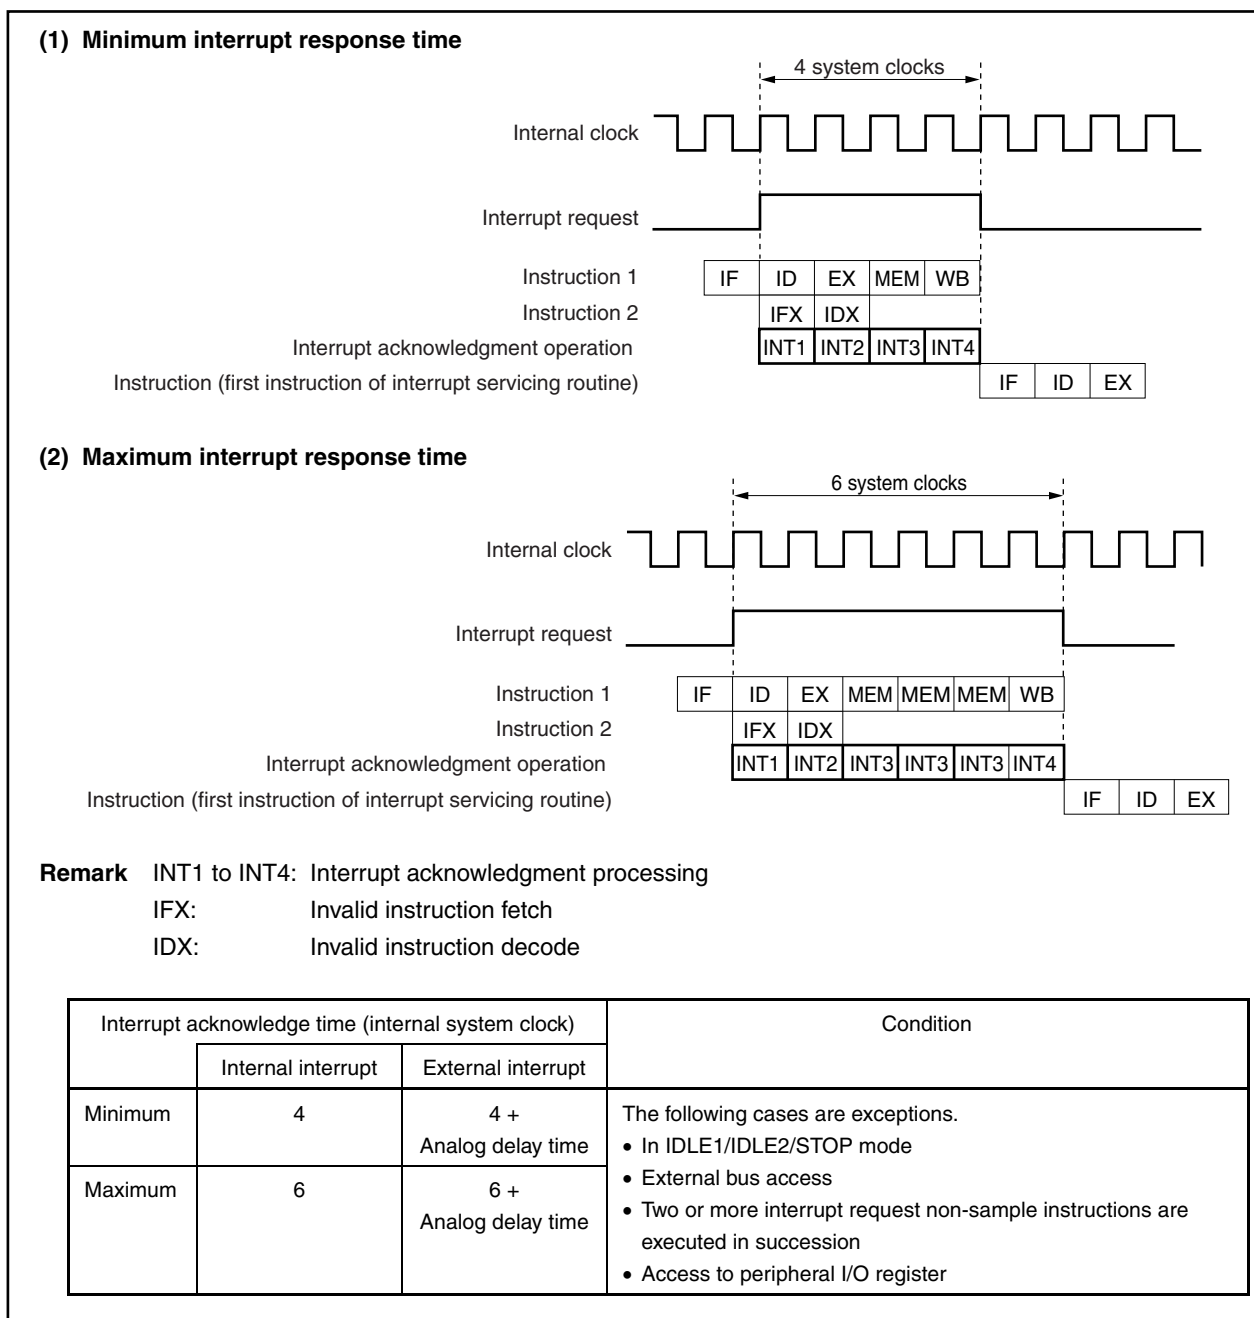 (1) Minimum interrupt response time
4 system clocks
Internal clock
Interrupt request
Instruction 1 IF ID EX MEM WB
Instruction 2 IFX IDX
Interrupt acknowledgment operation INT1 INT2 INT3 INT4
Instruction (first instruction of interrupt servicing routine) IF ID EX
(2) Maximum interrupt response time
6 system clocks
Internal clock
Interrupt request
Instruction 1 IF ID EX MEM MEM MEM WB
Instruction 2 IFX IDX
Interrupt acknowledgment operation INT1 INT2 INT3 INT3 INT3 INT4
Instruction (first instruction of interrupt servicing routine) IF ID EX
Remark INT1 to INT4: Interrupt acknowledgment processing
IFX: Invalid instruction fetch
IDX: Invalid instruction decode
Interrupt acknowledge time (internal system clock) Condition
Internal interrupt External interrupt
Minimum 4 4 +
Analog delay time
Maximum 6 6 +
Analog delay time
The following cases are exceptions.
• In IDLE1/IDLE2/STOP mode
• External bus access
• Two or more interrupt request non-sample instructions are
executed in succession
• Access to peripheral I/O register